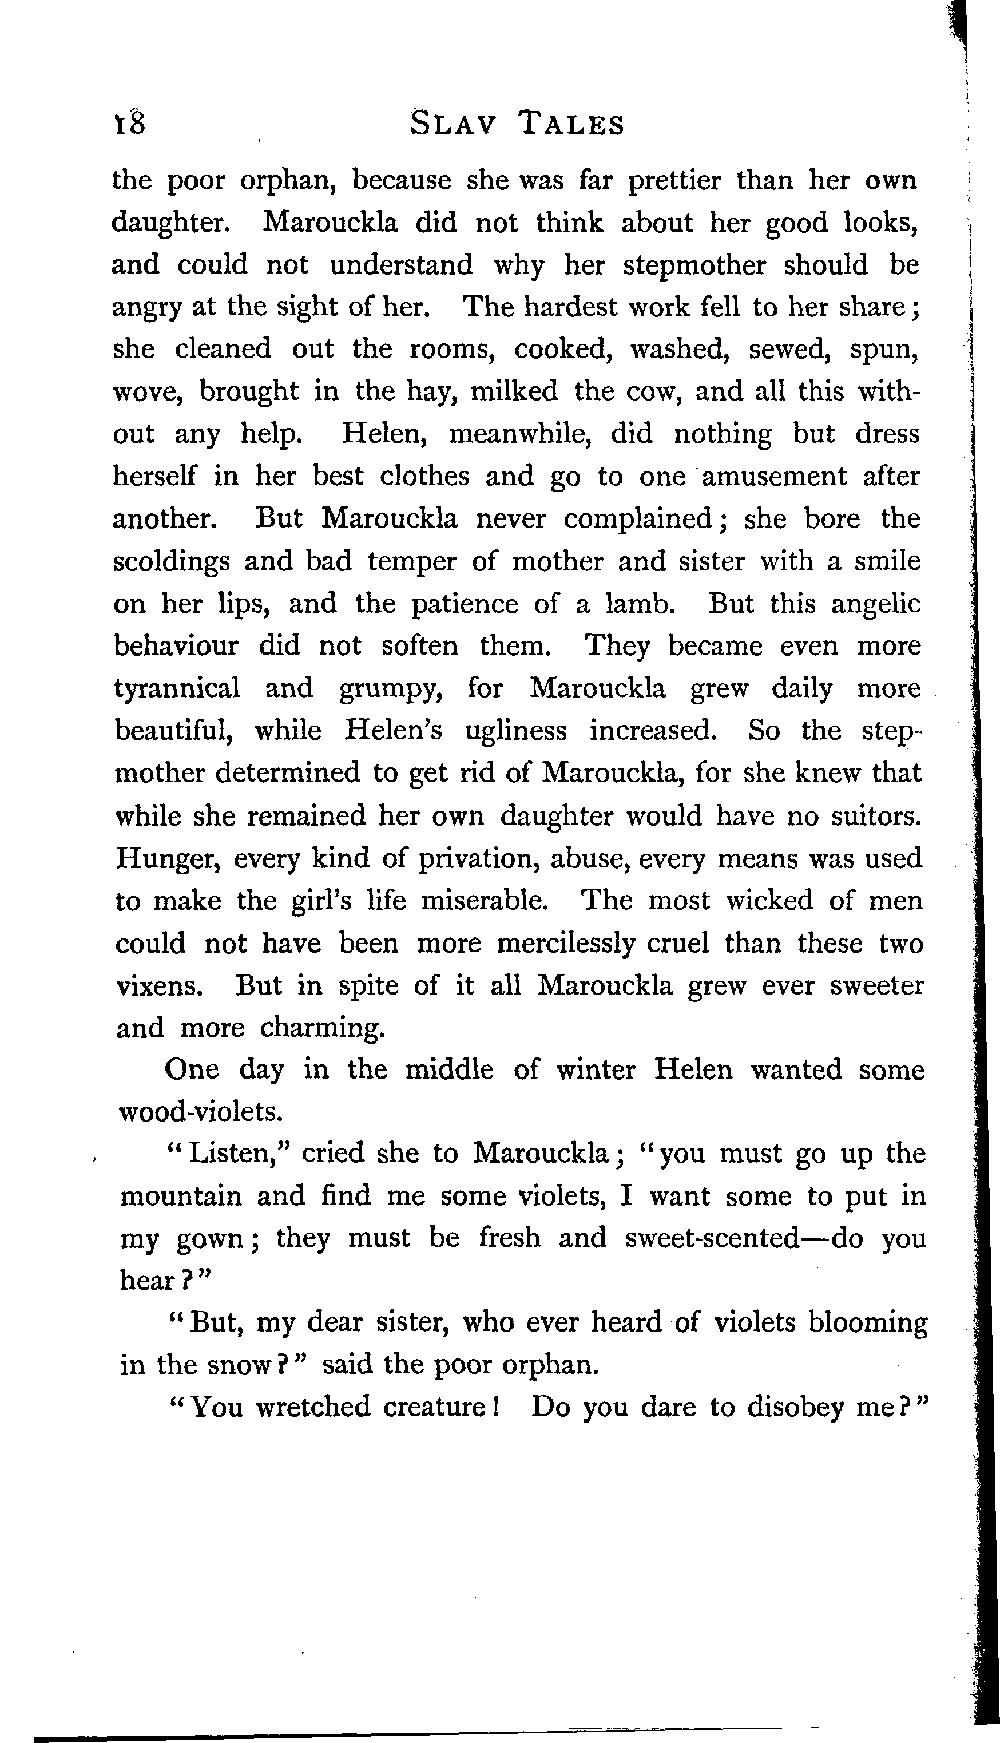 18 SLAV TALES
the poor orphan, because she was far prettier than her own
daughter. Marouckla did not think about her good looks,
and could not understand why her stepmother should be
angry at the sight of her. The hardest work fell to her share;
she cleaned out the rooms, cooked, washed, sewed, spun,
wove, brought in the hay, milked the cow, and all this with-
out any help. Helen, meanwhile, did nothing but dress
herself in her best clothes and go to one amusement after
another. But Marouckla never complained; she bore the
scoldings and bad temper of mother and sister with a smile
on her lips, and the patience of a lamb. But this angelic
behaviour did not soften them. They became even more
tyrannical and grumpy, for Marouckla grew daily more
beautiful, while Helen's ugliness increased. So the step-
mother determined to get rid of Marouckla, for she knew that
while she remained her own daughter would have no suitors.
Hunger, every kind of privation, abuse, every means was used
to make the girl's life miserable. The most wicked of men
could not have been more mercilessly cruel than these two
vixens. But in spite of it all Marouckla grew ever sweeter
and more charming.
One day in the middle of winter Helen wanted some
wood-violets.
"Listen," cried she to Marouckla; "you must go up the
mountain and find me some violets, I want some to put in
my gown; they must be fresh and sweet-scented—do you
hear?"
"But, my dear sister, who ever heard of violets blooming
in the snow?" said the poor orphan.
"You wretched creature! Do you dare to disobey me?"